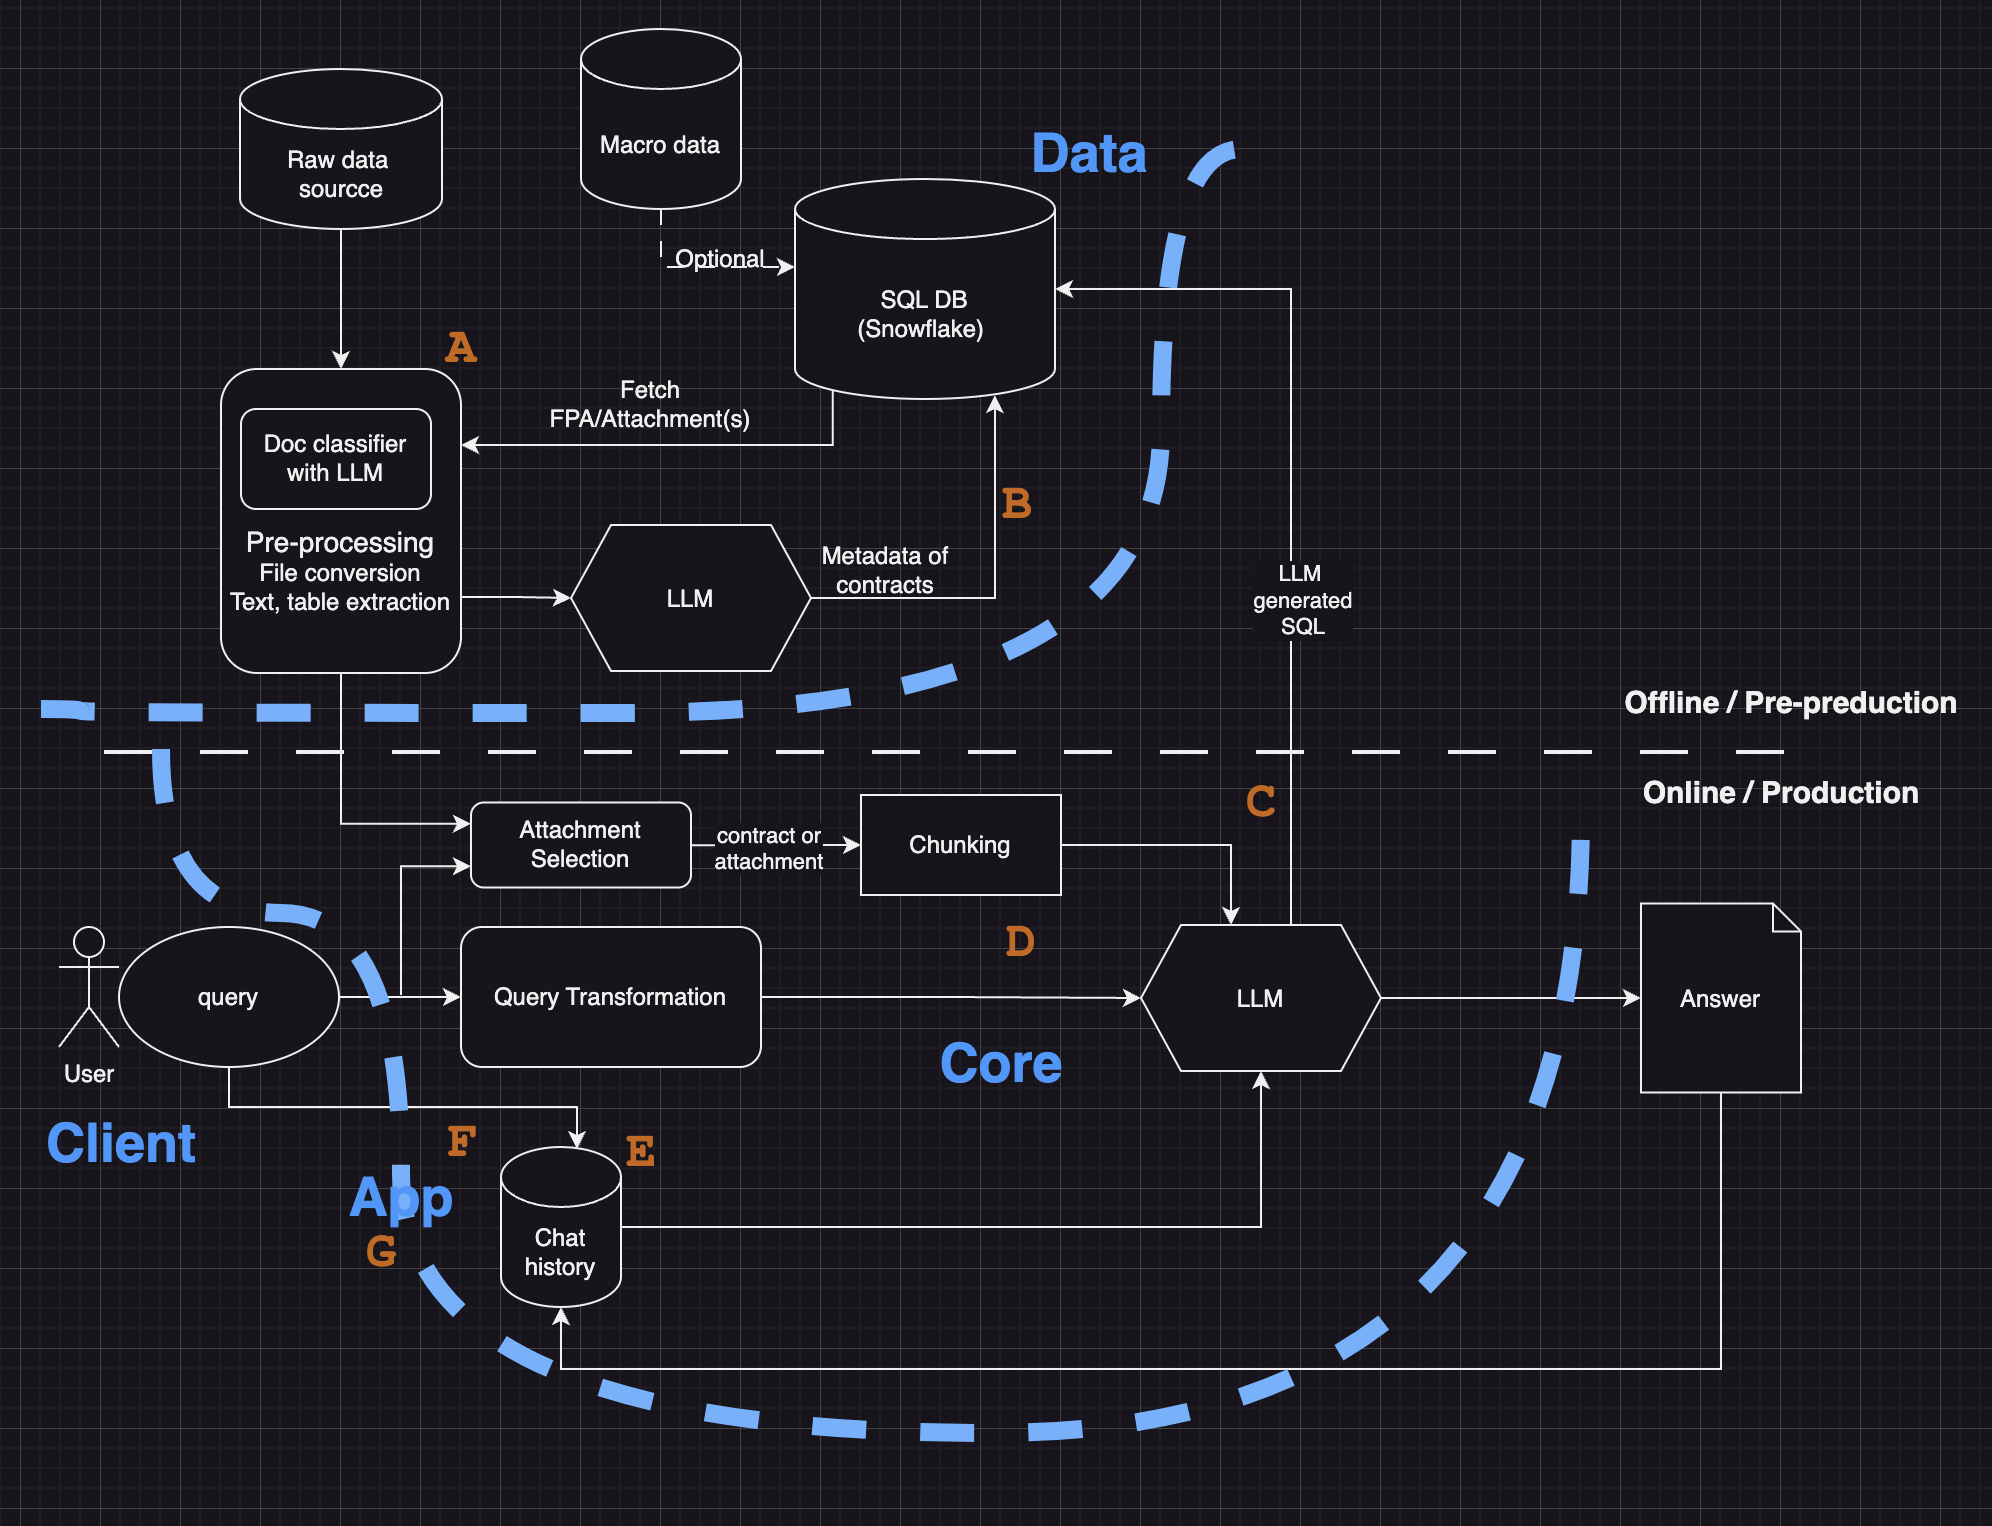 Macro data
Raw data
sourcce
Data
Optional
SQL DB
(Snowflake)
A
Fetch
FPA/Attachment(s)
Doc classifier
with LLM
B
Pre-processing
File conversion
Text, table extraction
LLM
Metadata of
contracts
LLM
generated
SQL
Offline / Pre-preduction
Online / Production
C
Attachment
Selection
contract or
attachment
Chunking
D
query
Query Transformation
LLM
Answer
User
Core
Client
F
E
App
G
Chat
history